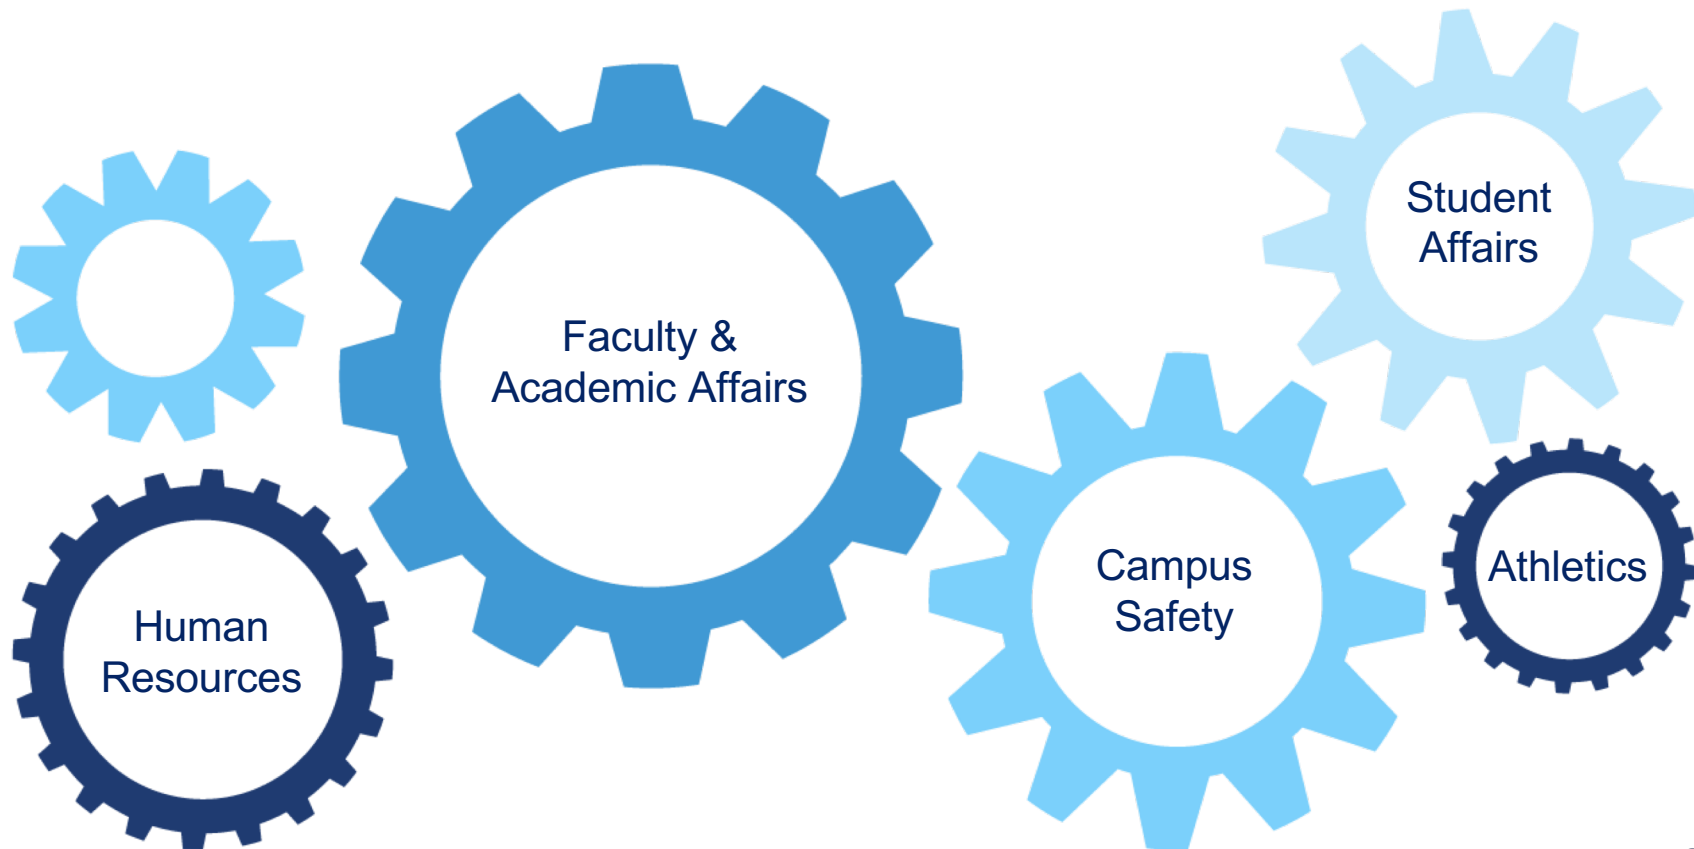 Faculty &
Academic Affairs
Student
Affairs
Human
Resources
Campus
Safety
Athletics